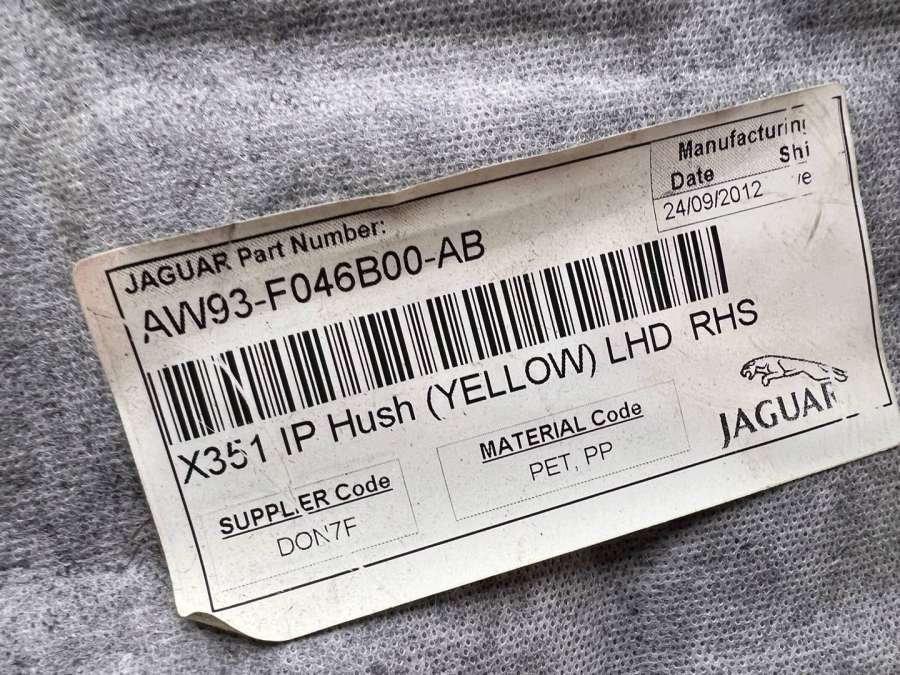 JAGUAR Part Number:
AW93-F046B00-AB
Manufacturing
Date
24/09/2012
X351 IP Hush (YELLOW) LHD RHS
SUPPLIER Code
DON7F
MATERIAL Code
PET, PP
JAGUAR